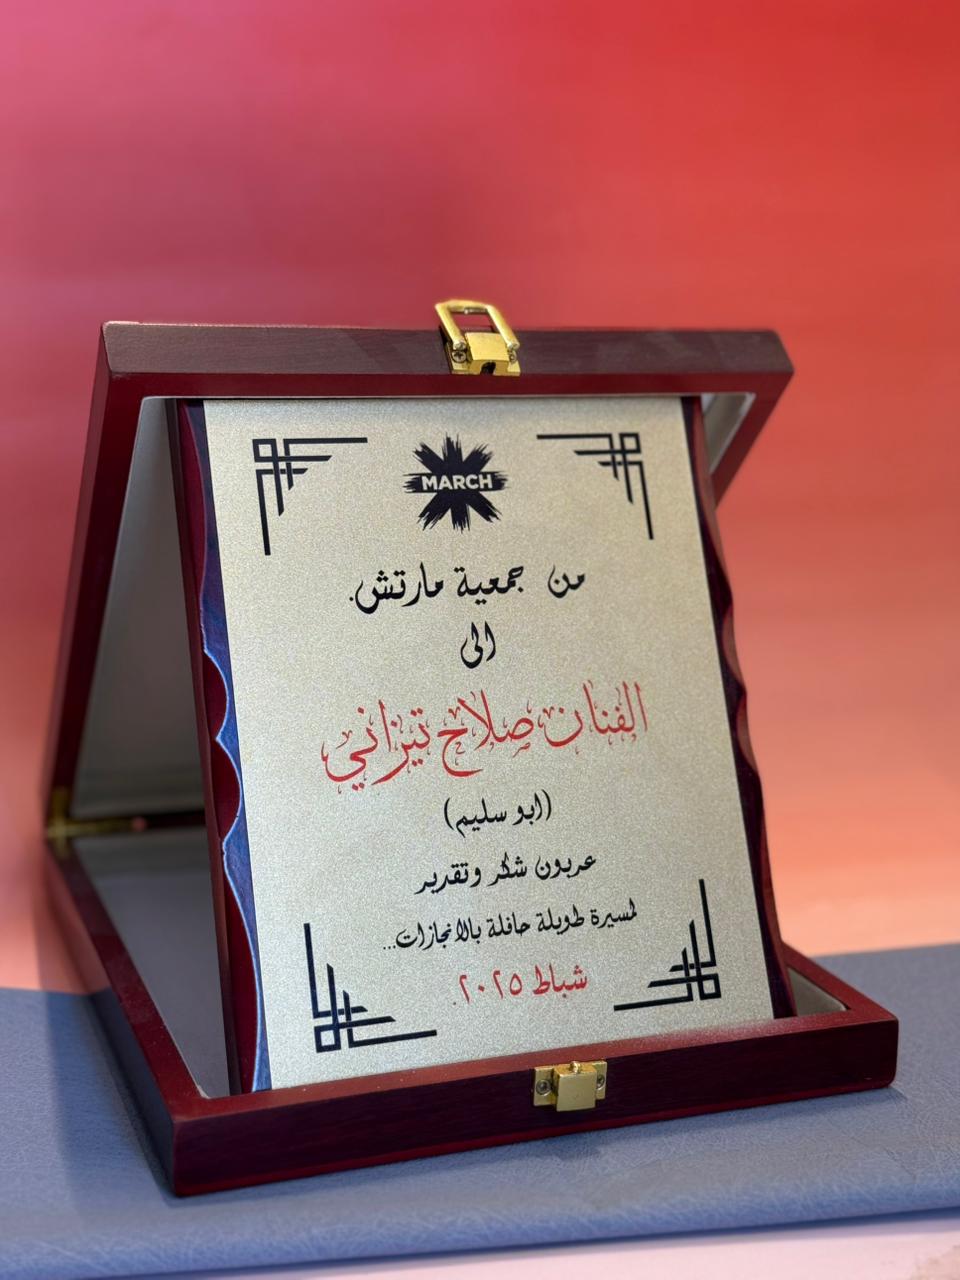 MARCH
من جمعية مارتش.
الى
الفنان صلاح تيزاني
(ابو سليم)
عربون شكر وتقدير
لمسيرة طويلة حافلة بالانجازات...
شباط ٢٠٢٥.